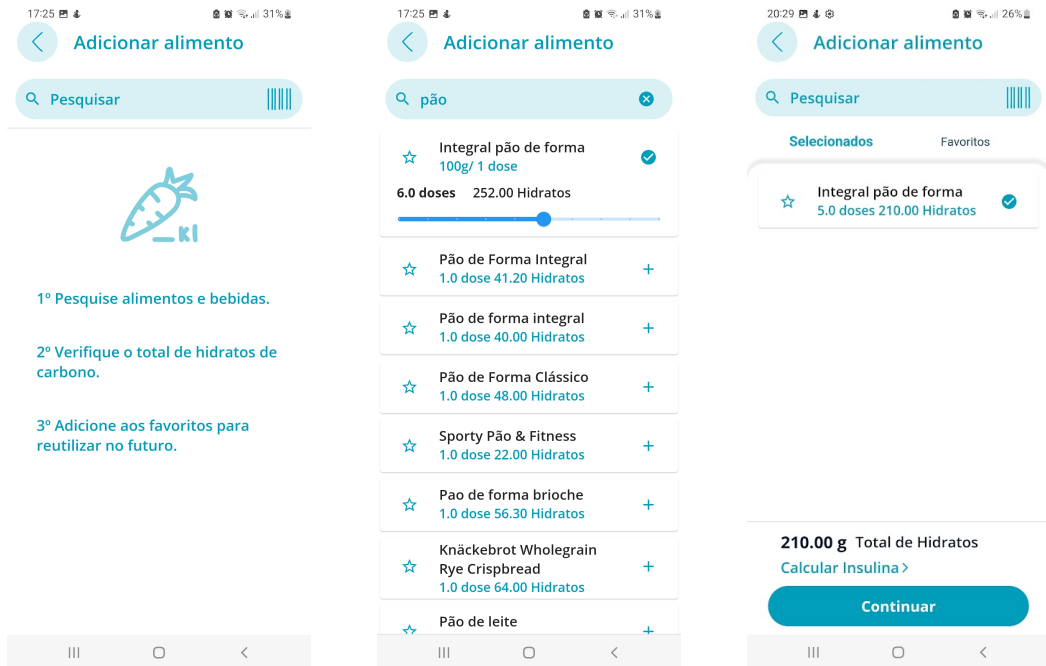 17:25
31%
Adicionar alimento
Pesquisar
KI
1º Pesquise alimentos e bebidas.
2º Verifique o total de hidratos de
carbono.
3º Adicione aos favoritos para
reutilizar no futuro.
17:25
31%
Adicionar alimento
pão
Integral pão de forma
100g/ 1 dose
6.0 doses 252.00 Hidratos
Pão de Forma Integral
1.0 dose 41.20 Hidratos
Pão de forma integral
1.0 dose 40.00 Hidratos
Pão de Forma Clássico
1.0 dose 48.00 Hidratos
Sporty Pão & Fitness
1.0 dose 22.00 Hidratos
Pao de forma brioche
1.0 dose 56.30 Hidratos
Knäckebrot Wholegrain
Rye Crispbread
1.0 dose 64.00 Hidratos
Pão de leite
20:29
26%
Adicionar alimento
Pesquisar
Selecionados Favoritos
Integral pão de forma
5.0 doses 210.00 Hidratos
210.00 g Total de Hidratos
Calcular Insulina
Continuar